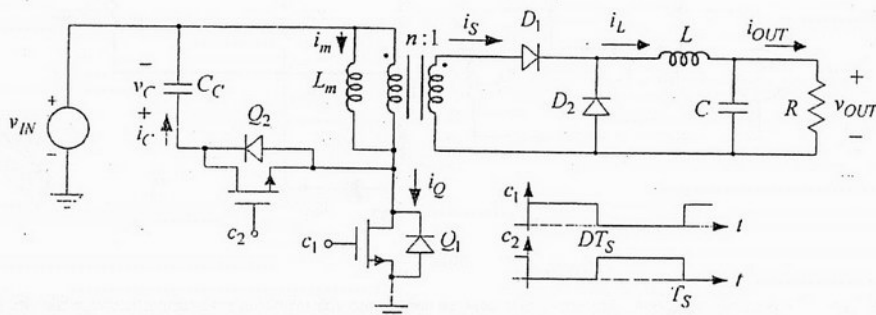 v_IN
+
−
−
v_C
+
i_C
C_C
Q_2
c_2
i_m
L_m
n:1
i_S
D_1
i_L
L
i_OUT
D_2
C
R
+
v_OUT
−
i_Q
c_1
Q_1
c_1
t
DT_S
c_2
t
T_S